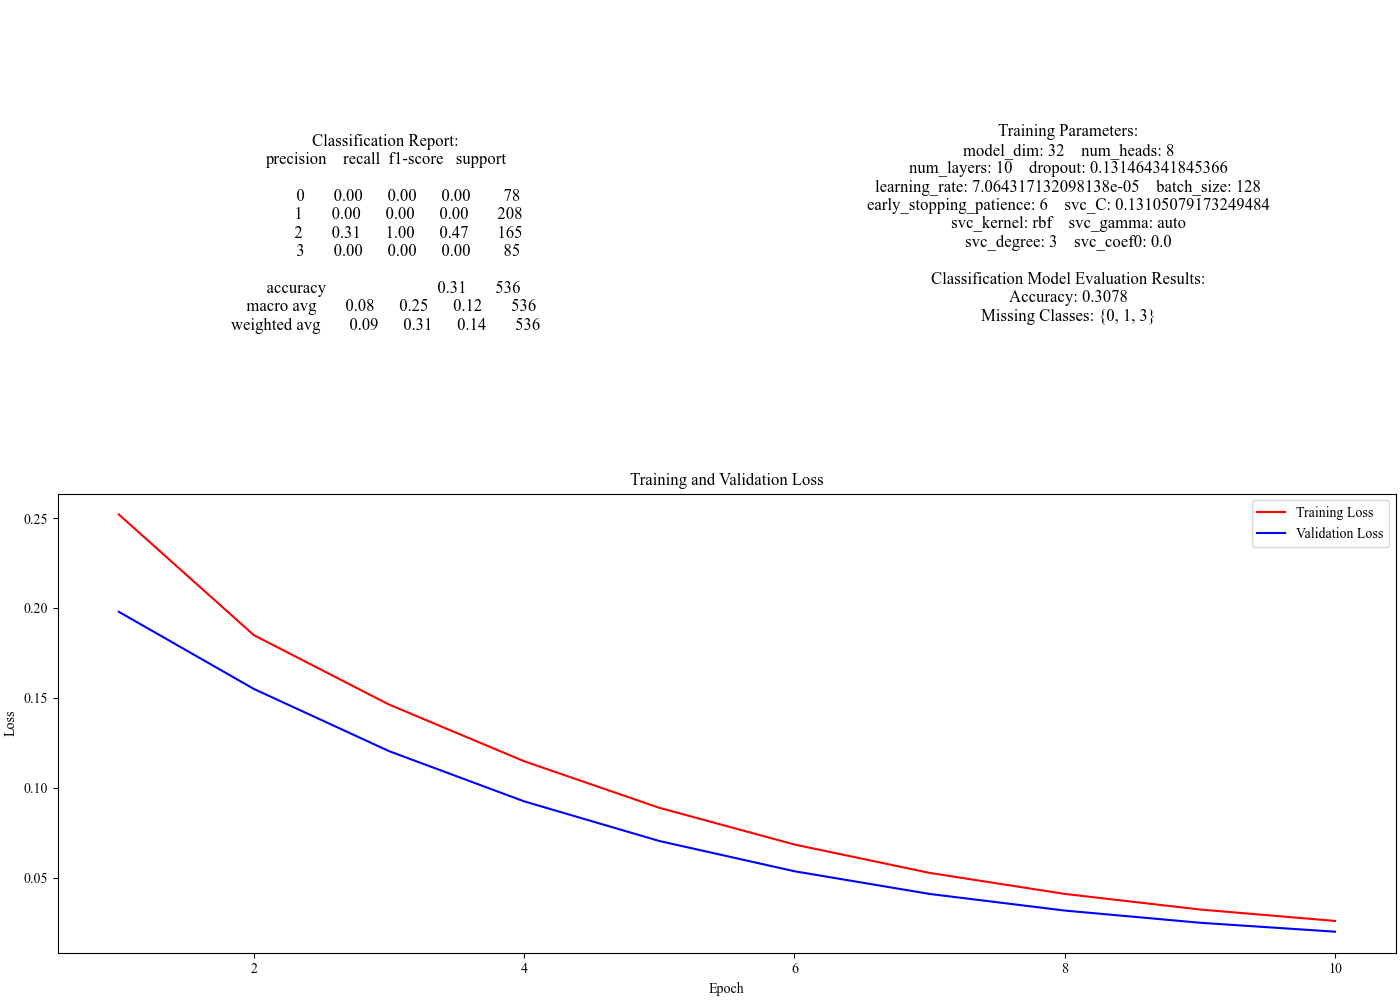 Classification Report:
precision recall f1-score support
0 0.00 0.00 0.00 78
1 0.00 0.00 0.00 208
2 0.31 1.00 0.47 165
3 0.00 0.00 0.00 85
accuracy 0.31 536
macro avg 0.08 0.25 0.12 536
weighted avg 0.09 0.31 0.14 536
Training Parameters:
model_dim: 32 num_heads: 8
num_layers: 10 dropout: 0.131464341845366
learning_rate: 7.064317132098138e-05 batch_size: 128
early_stopping_patience: 6 svc_C: 0.13105079173249484
svc_kernel: rbf svc_gamma: auto
svc_degree: 3 svc_coef0: 0.0
Classification Model Evaluation Results:
Accuracy: 0.3078
Missing Classes: {0, 1, 3}
Training and Validation Loss
Training Loss
Validation Loss
0.25
0.20
0.15
0.10
0.05
Loss
2 4 6 8 10
Epoch